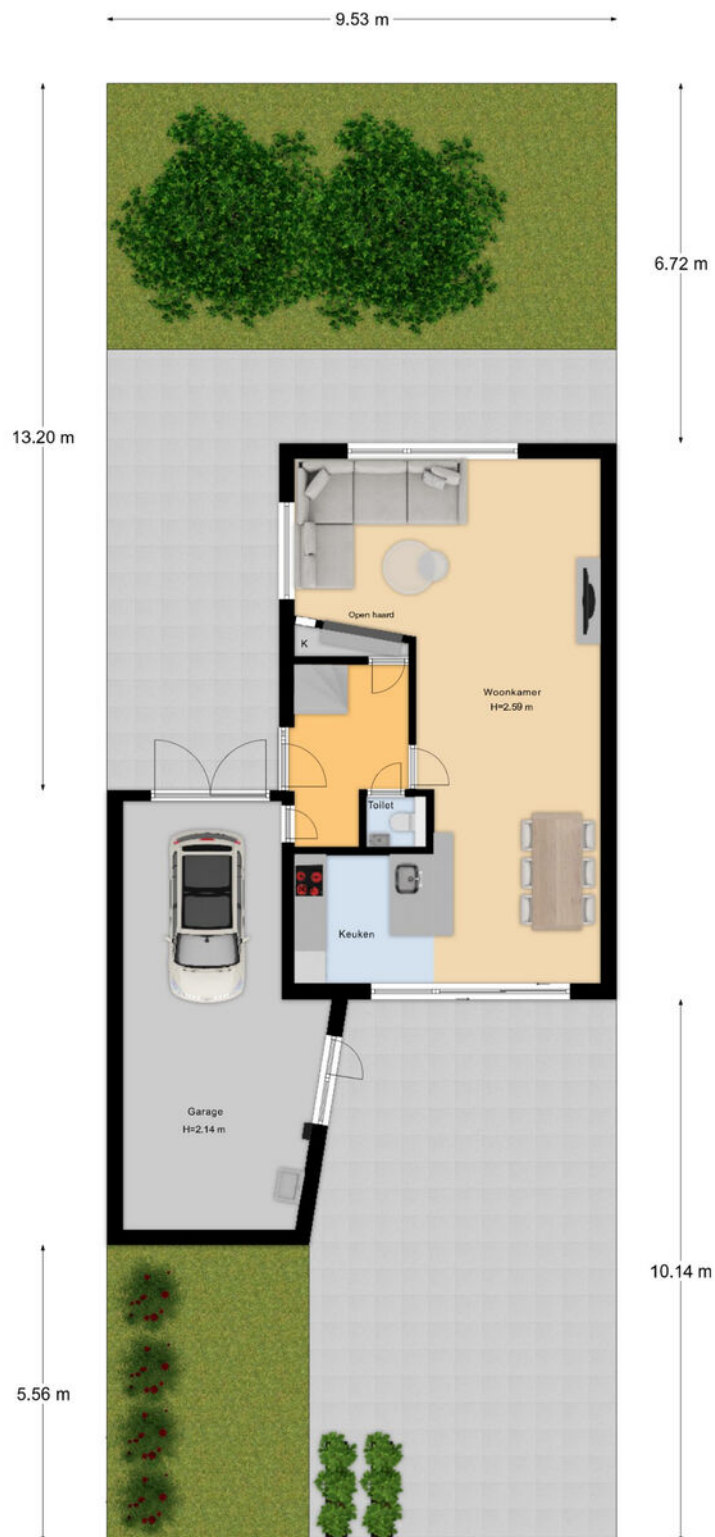 9.53 m
6.72 m
13.20 m
Open haard
K
Woonkamer
H=2.59 m
Toilet
Keuken
Garage
H=2.14 m
10.14 m
5.56 m